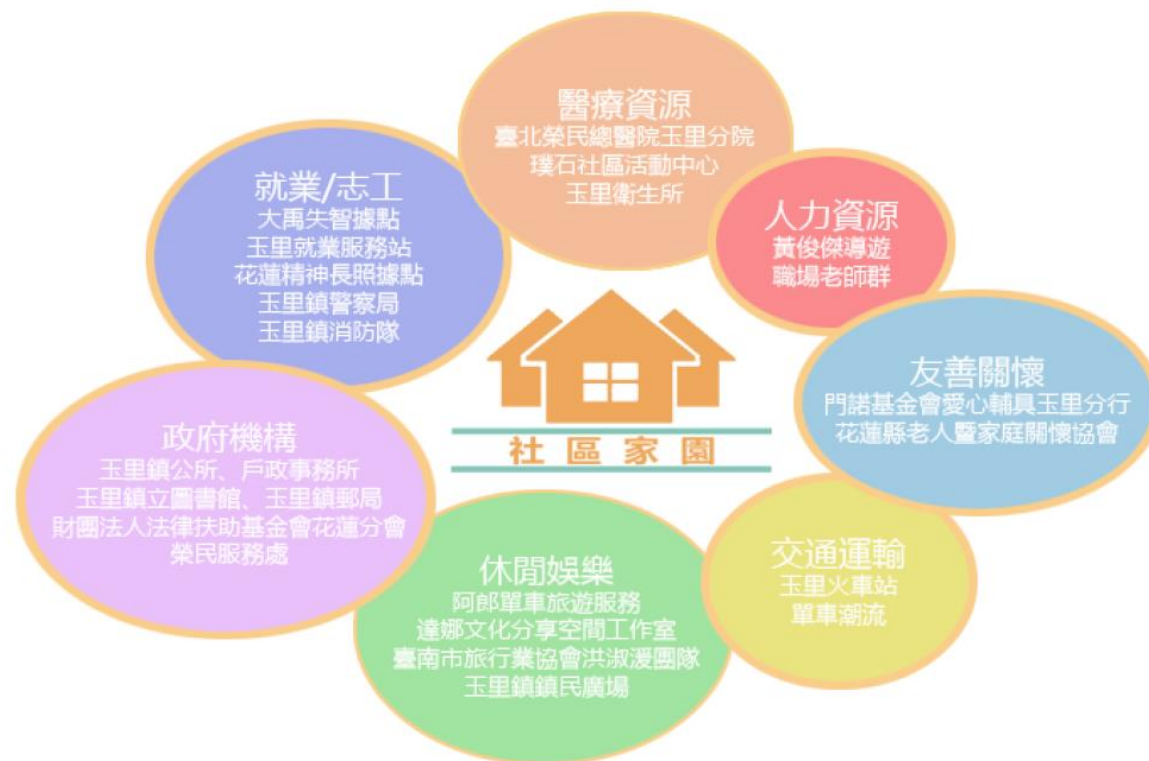 醫療資源
臺北榮民總醫院玉里分院
璞石社區活動中心
玉里衛生所
人力資源
黃俊傑導遊
職場老師群
友善關懷
門諾基金會愛心輔具玉里分行
花蓮縣老人暨家庭關懷協會
交通運輸
玉里火車站
單車潮流
休閒娛樂
阿郎單車旅遊服務
達娜文化分享空間工作室
臺南市旅行業協會洪淑湲團隊
玉里鎮鎮民廣場
政府機構
玉里鎮公所、戶政事務所
玉里鎮立圖書館、玉里鎮郵局
財團法人法律扶助基金會花蓮分會
榮民服務處
就業/志工
大禹失智據點
玉里就業服務站
花蓮精神長照據點
玉里鎮警察局
玉里鎮消防隊
社區家園